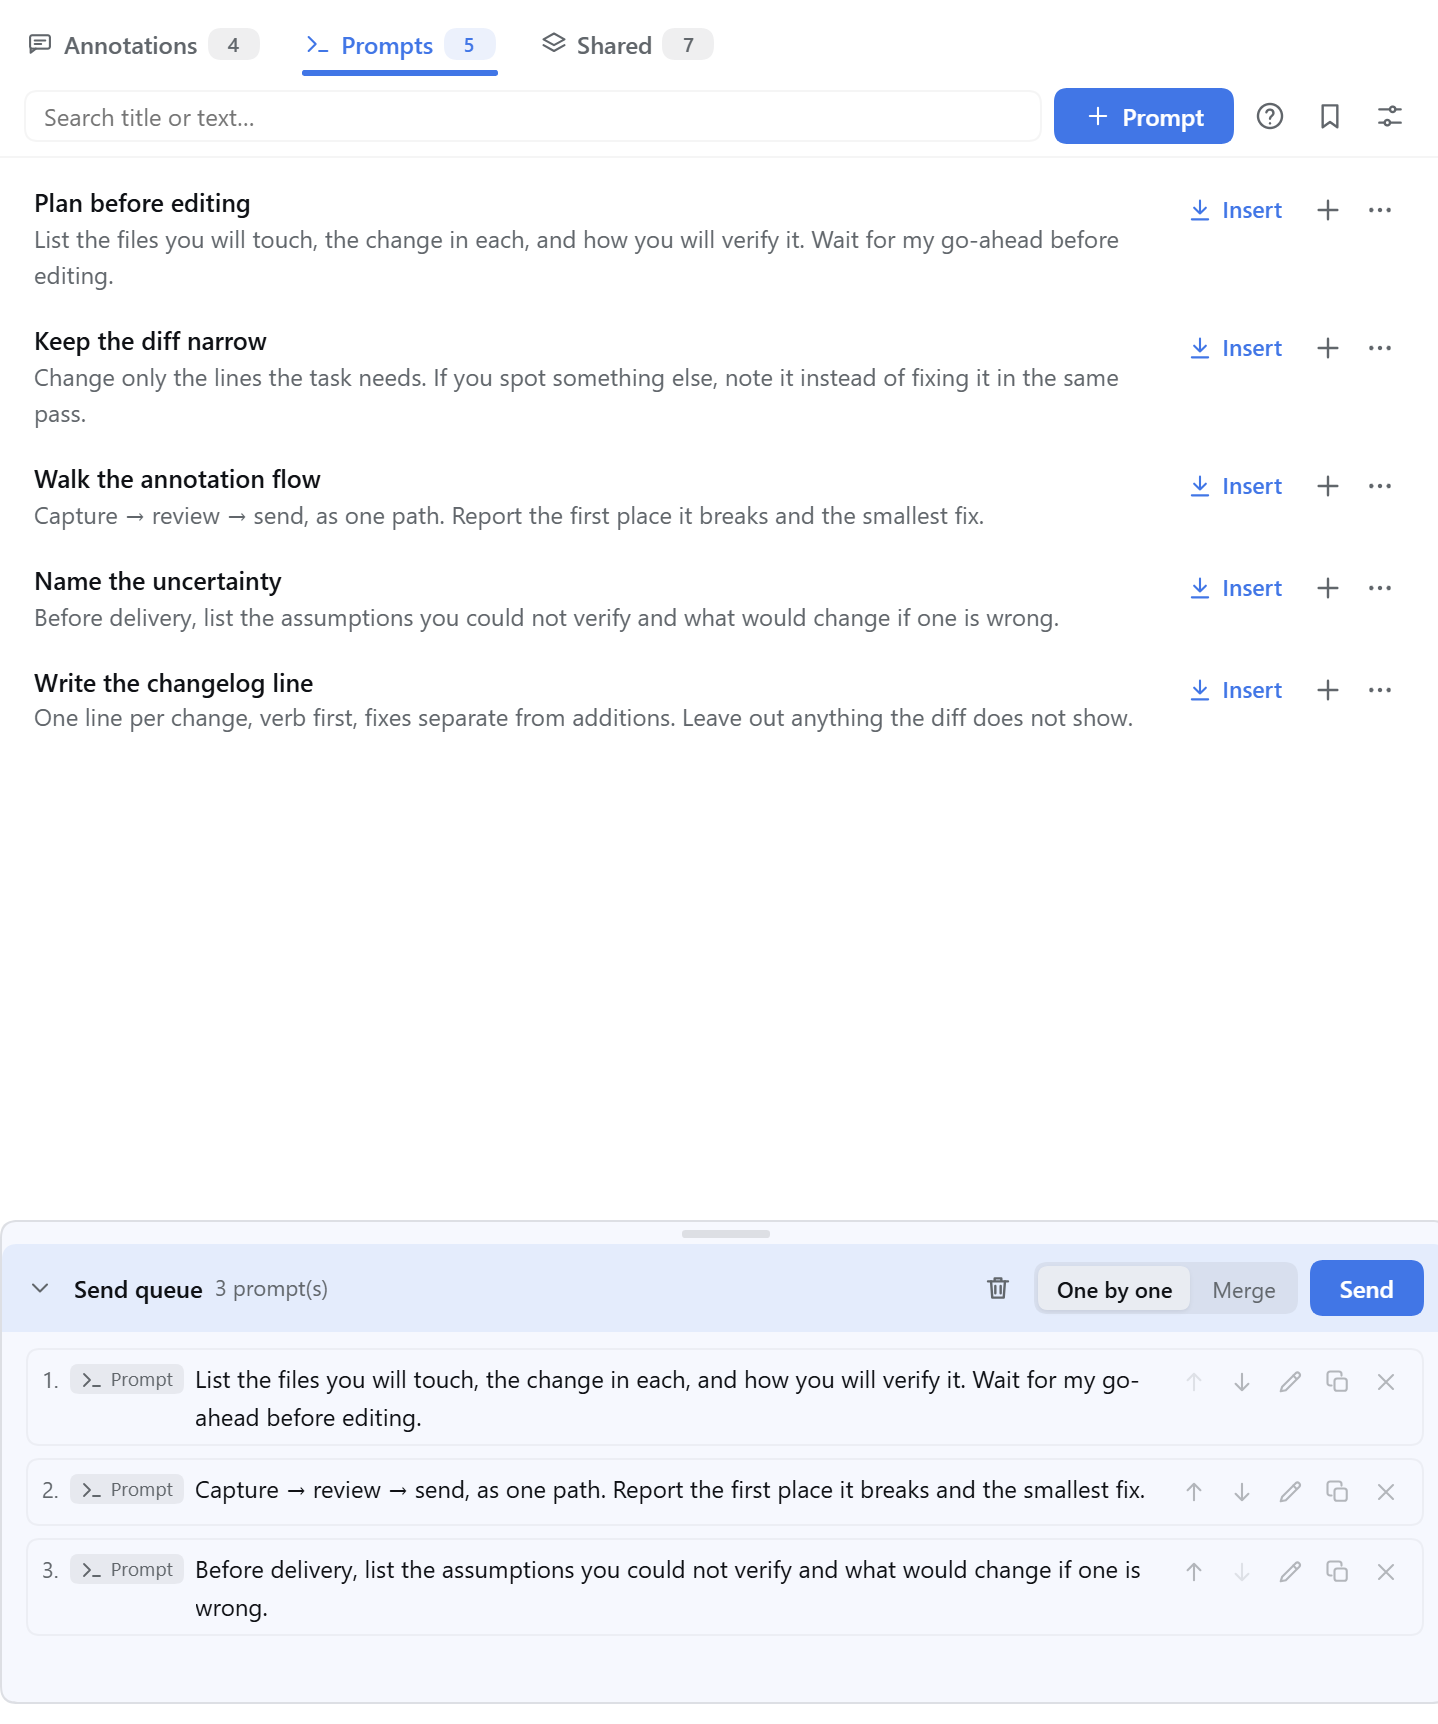 Annotations 4 Prompts 5 Shared 7
Search title or text... Prompt
Plan before editing
Insert
List the files you will touch, the change in each, and how you will verify it. Wait for my go-ahead before
editing.
Keep the diff narrow
Insert
Change only the lines the task needs. If you spot something else, note it instead of fixing it in the same
pass.
Walk the annotation flow
Insert
Capture → review → send, as one path. Report the first place it breaks and the smallest fix.
Name the uncertainty
Insert
Before delivery, list the assumptions you could not verify and what would change if one is wrong.
Write the changelog line
Insert
One line per change, verb first, fixes separate from additions. Leave out anything the diff does not show.
Send queue 3 prompt(s) One by one Merge Send
1. Prompt List the files you will touch, the change in each, and how you will verify it. Wait for my go-
ahead before editing.
2. Prompt Capture → review → send, as one path. Report the first place it breaks and the smallest fix.
3. Prompt Before delivery, list the assumptions you could not verify and what would change if one is
wrong.